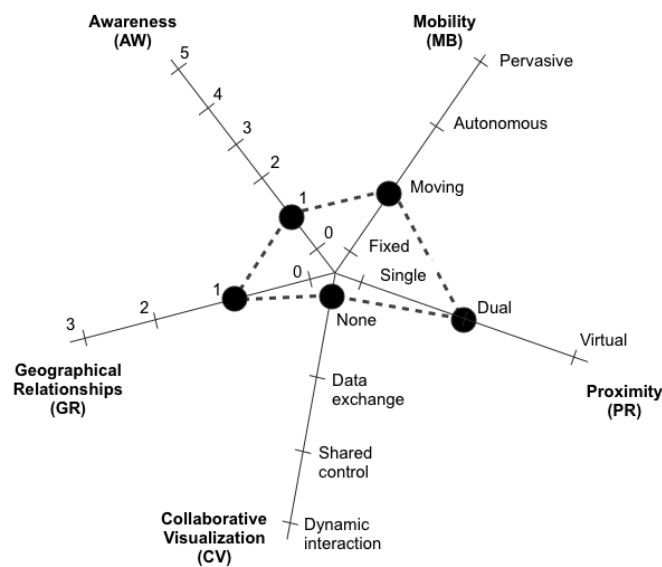 Awareness
(AW)
5
4
3
2
1
0
Mobility
(MB)
Pervasive
Autonomous
Moving
Fixed
Single
Dual
Virtual
Proximity
(PR)
0
1
2
3
Geographical
Relationships
(GR)
None
Data
exchange
Shared
control
Dynamic
interaction
Collaborative
Visualization
(CV)